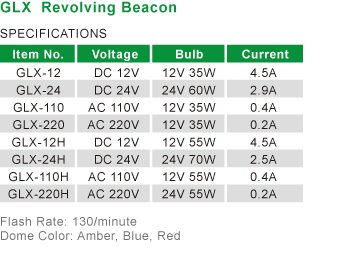 GLX Revolving Beacon
SPECIFICATIONS
Item No. Voltage Bulb Current
GLX-12 DC 12V 12V 35W 4.5A
GLX-24 DC 24V 24V 60W 2.9A
GLX-110 AC 110V 12V 35W 0.4A
GLX-220 AC 220V 12V 35W 0.2A
GLX-12H DC 12V 12V 55W 4.5A
GLX-24H DC 24V 24V 70W 2.5A
GLX-110H AC 110V 12V 55W 0.4A
GLX-220H AC 220V 24V 55W 0.2A
Flash Rate: 130/minute
Dome Color: Amber, Blue, Red